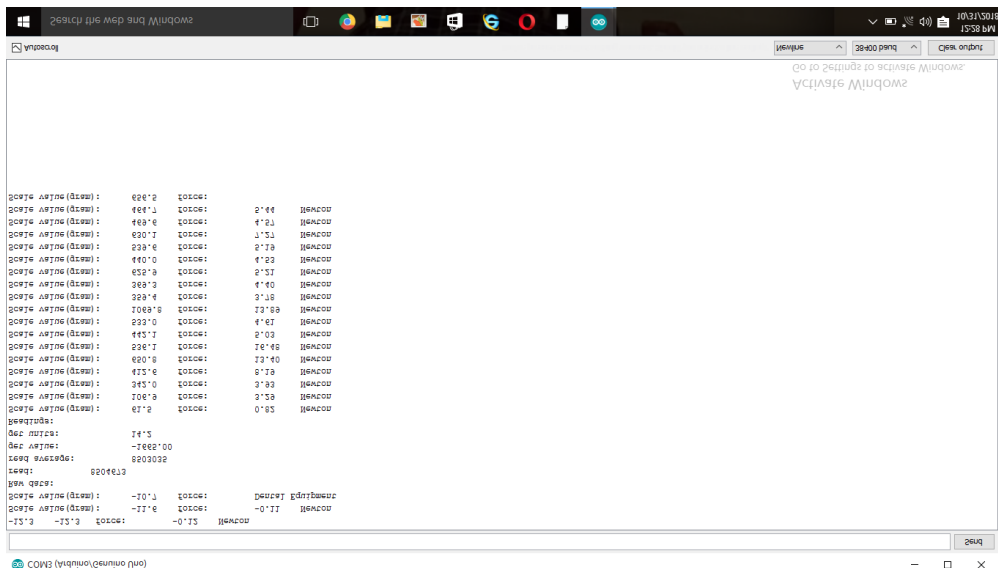 COM3 (Arduino/Genuino Uno)
Send
-12.3 -12.3 force: -0.12 Newton
Scale value(gram): -11.6 force: -0.11 Newton
Scale value(gram): -10.7 force: Dental Equipment
Raw data:
read: 8504673
read average: 8503035
get value: -1665.00
get units: 14.2
Readings:
Scale value(gram): 61.5 force: 0.82 Newton
Scale value(gram): 106.9 force: 3.29 Newton
Scale value(gram): 342.0 force: 3.93 Newton
Scale value(gram): 412.6 force: 8.19 Newton
Scale value(gram): 650.8 force: 13.40 Newton
Scale value(gram): 536.1 force: 16.48 Newton
Scale value(gram): 442.1 force: 5.03 Newton
Scale value(gram): 533.0 force: 4.61 Newton
Scale value(gram): 1069.8 force: 13.89 Newton
Scale value(gram): 359.4 force: 3.78 Newton
Scale value(gram): 369.3 force: 4.40 Newton
Scale value(gram): 625.9 force: 5.21 Newton
Scale value(gram): 440.0 force: 4.53 Newton
Scale value(gram): 539.6 force: 5.19 Newton
Scale value(gram): 630.1 force: 7.27 Newton
Scale value(gram): 469.6 force: 4.57 Newton
Scale value(gram): 464.7 force: 5.44 Newton
Scale value(gram): 656.5 force:
Activate Windows
Go to Settings to activate Windows.
Autoscroll Newline 38400 baud Clear output
Search the web and Windows
12:28 PM
10/31/2018